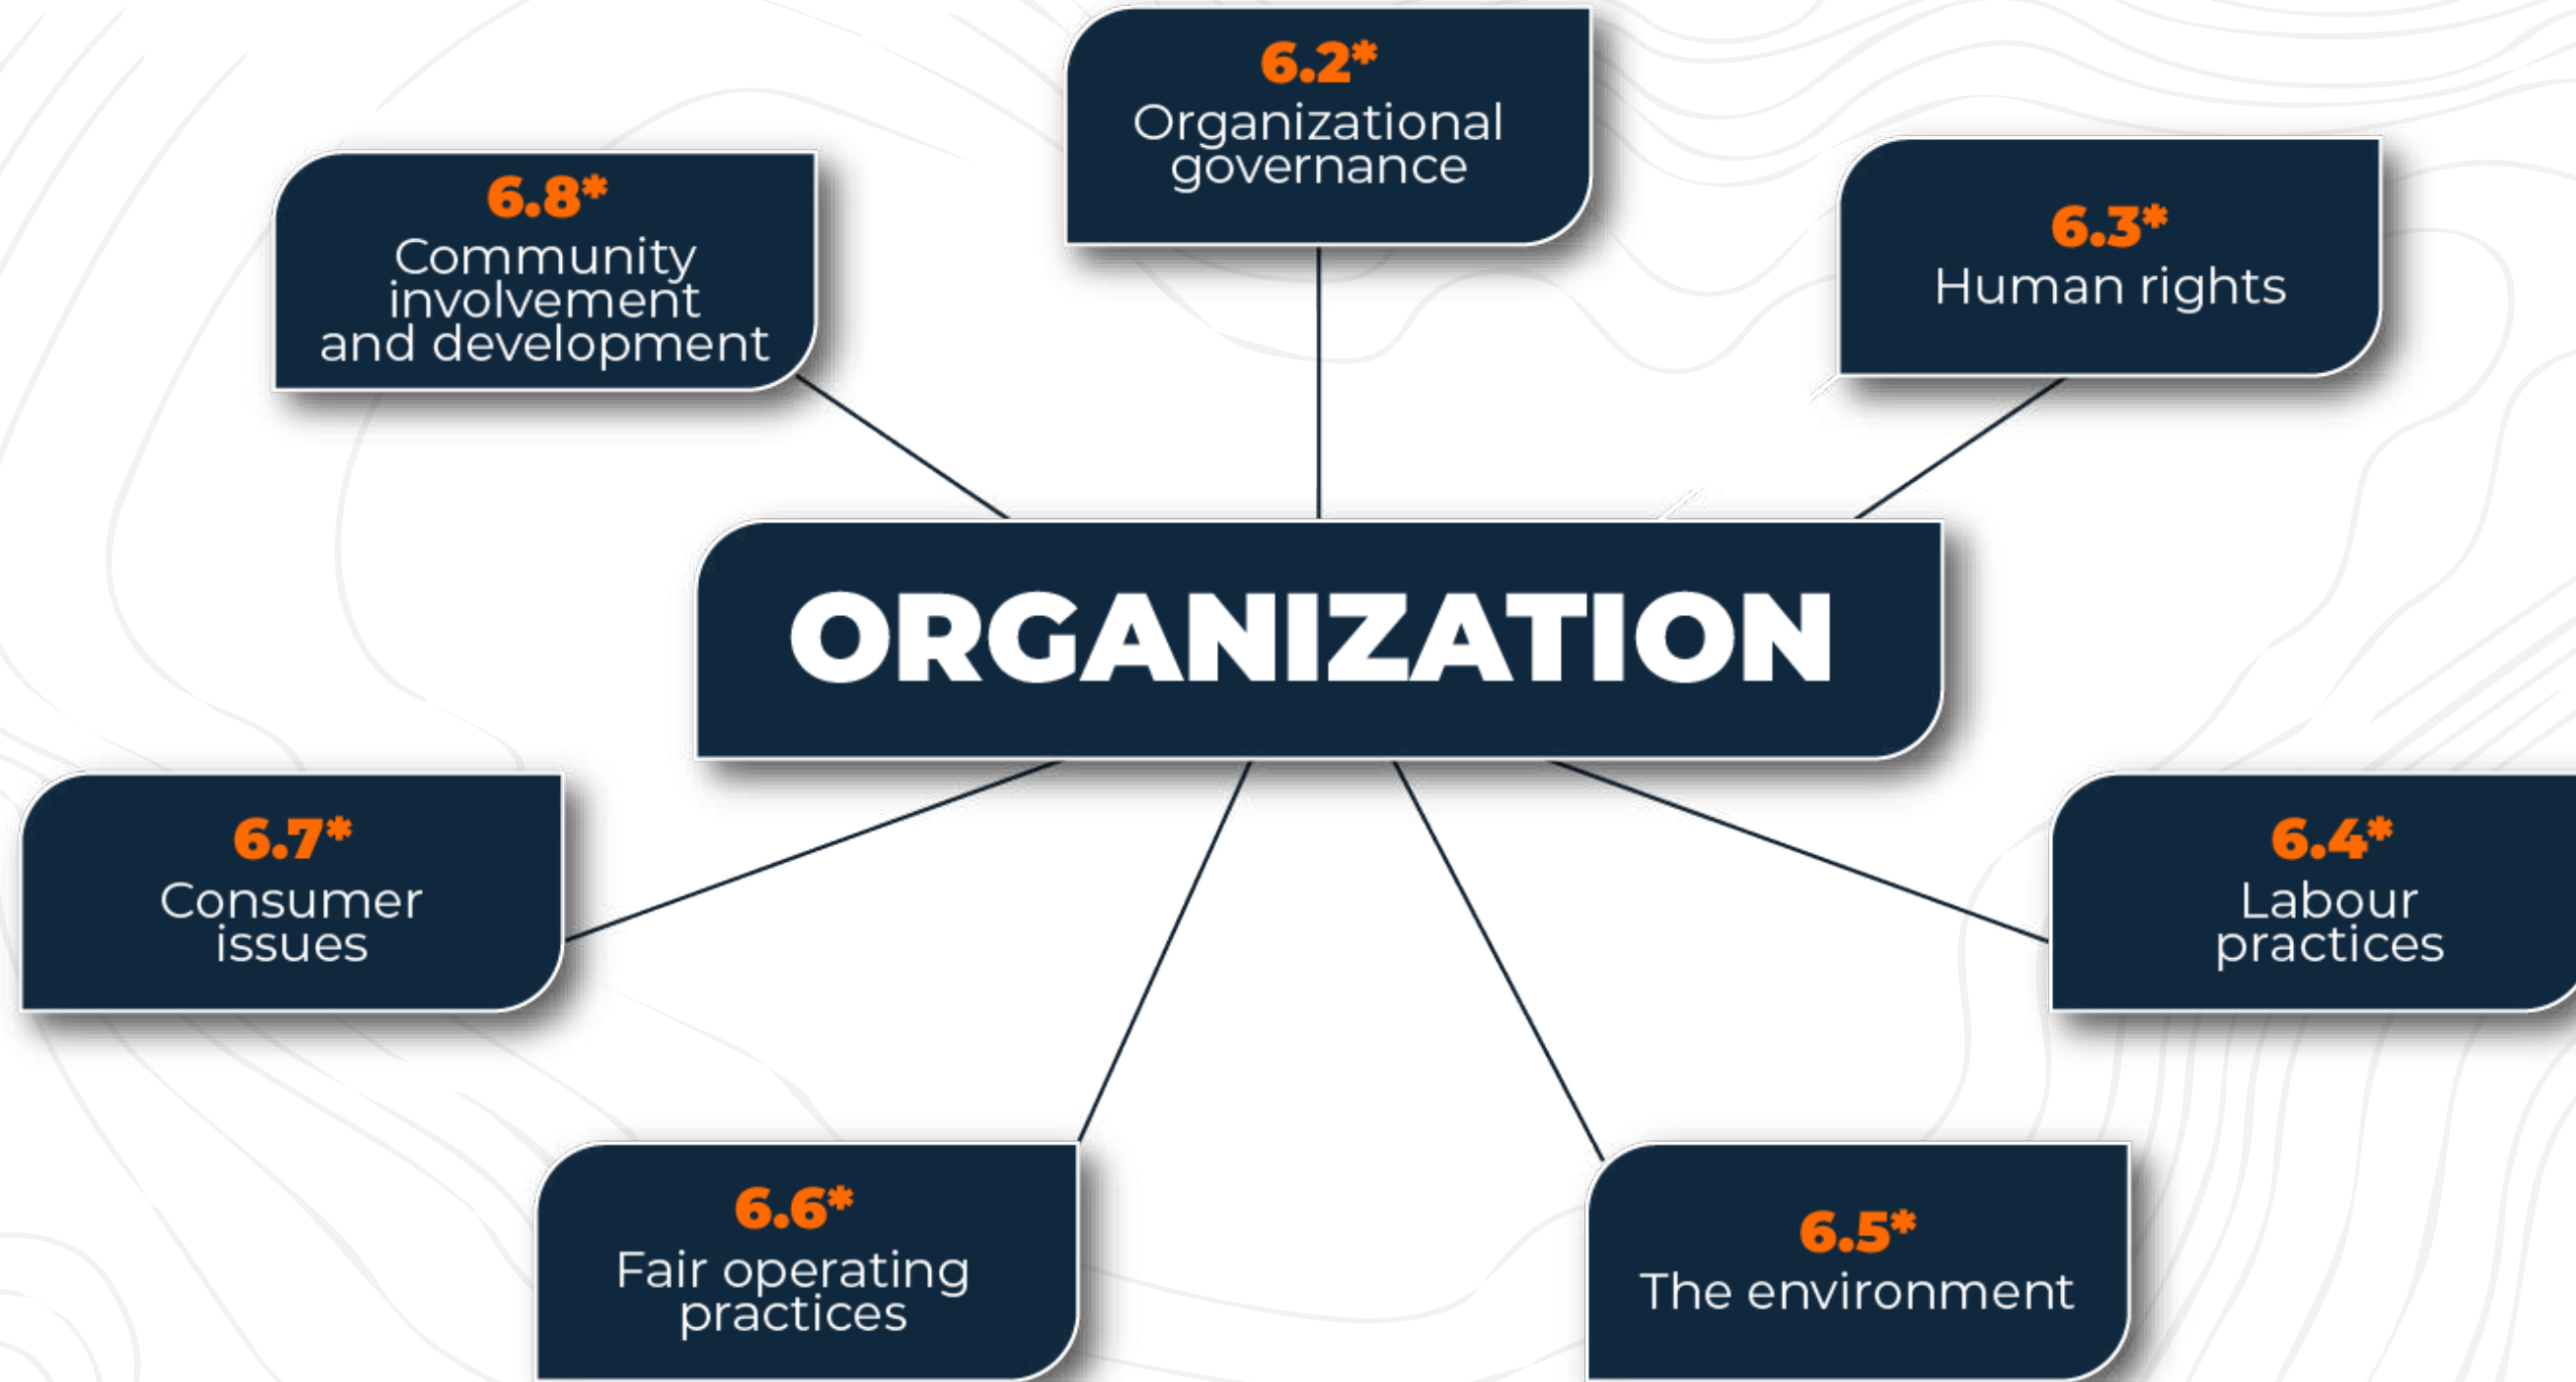 6.2*
Organizational
governance
6.8*
Community
involvement
and development
6.3*
Human rights
ORGANIZATION
6.7*
Consumer
issues
6.4*
Labour
practices
6.6*
Fair operating
practices
6.5*
The environment